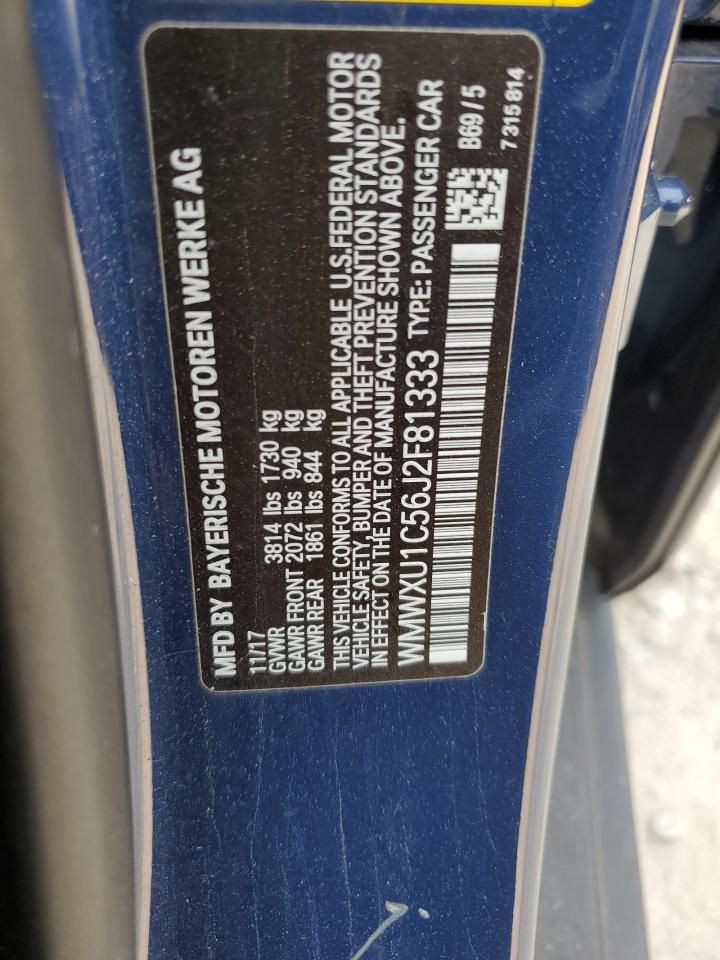 MFD BY BAYERISCHE MOTOREN WERKE AG
11/17
GVWR 3814 lbs 1730 kg
GAWR FRONT 2072 lbs 940 kg
GAWR REAR 1861 lbs 844 kg
THIS VEHICLE CONFORMS TO ALL APPLICABLE U.S.FEDERAL MOTOR
VEHICLE SAFETY, BUMPER AND THEFT PREVENTION STANDARDS
IN EFFECT ON THE DATE OF MANUFACTURE SHOWN ABOVE.
WMWXU1C56J2F81333 TYPE: PASSENGER CAR
B69 / 5
7 315 814